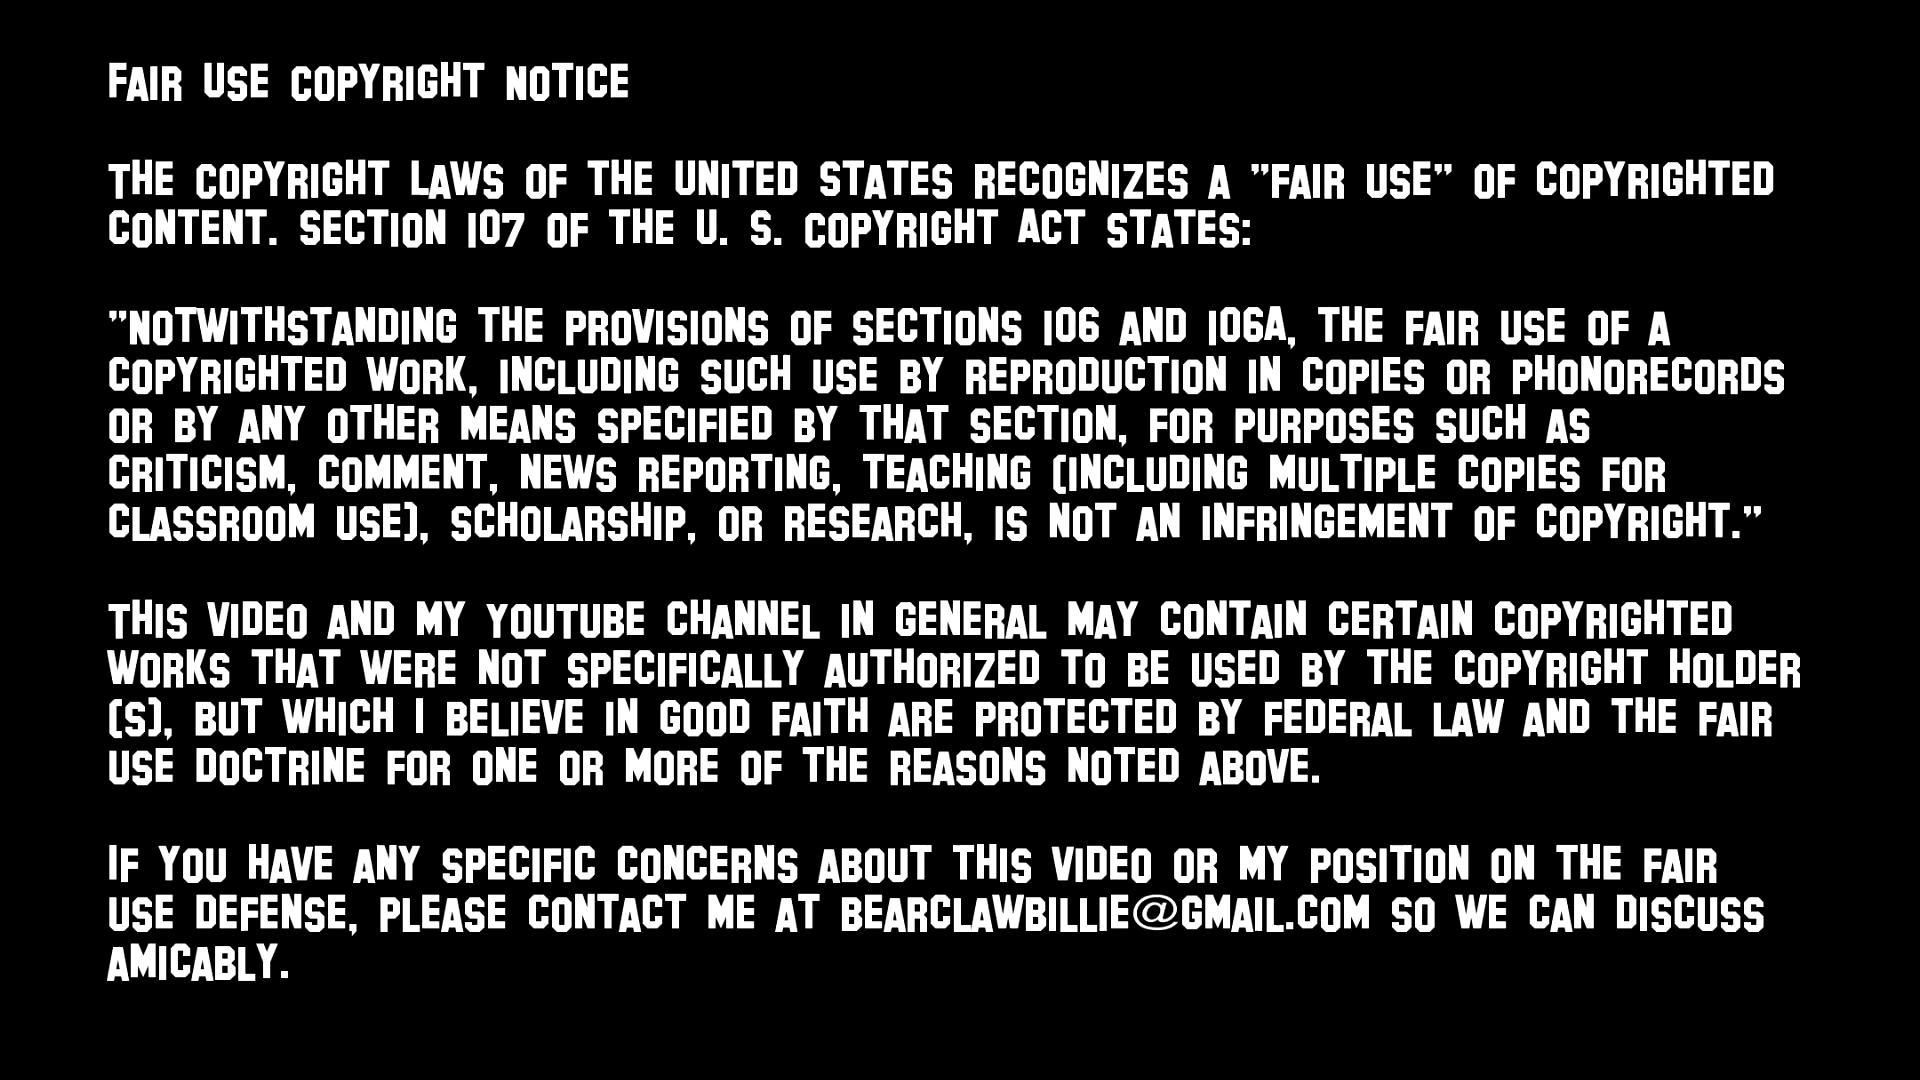 FAIR USE COPYRIGHT NOTICE
THE COPYRIGHT LAWS OF THE UNITED STATES RECOGNIZES A "FAIR USE" OF COPYRIGHTED
CONTENT. SECTION 107 OF THE U. S. COPYRIGHT ACT STATES:
"NOTWITHSTANDING THE PROVISIONS OF SECTIONS 106 AND 106A, THE FAIR USE OF A
COPYRIGHTED WORK, INCLUDING SUCH USE BY REPRODUCTION IN COPIES OR PHONORECORDS
OR BY ANY OTHER MEANS SPECIFIED BY THAT SECTION, FOR PURPOSES SUCH AS
CRITICISM, COMMENT, NEWS REPORTING, TEACHING (INCLUDING MULTIPLE COPIES FOR
CLASSROOM USE), SCHOLARSHIP, OR RESEARCH, IS NOT AN INFRINGEMENT OF COPYRIGHT."
THIS VIDEO AND MY YOUTUBE CHANNEL IN GENERAL MAY CONTAIN CERTAIN COPYRIGHTED
WORKS THAT WERE NOT SPECIFICALLY AUTHORIZED TO BE USED BY THE COPYRIGHT HOLDER
(S), BUT WHICH I BELIEVE IN GOOD FAITH ARE PROTECTED BY FEDERAL LAW AND THE FAIR
USE DOCTRINE FOR ONE OR MORE OF THE REASONS NOTED ABOVE.
IF YOU HAVE ANY SPECIFIC CONCERNS ABOUT THIS VIDEO OR MY POSITION ON THE FAIR
USE DEFENSE, PLEASE CONTACT ME AT BEARCLAWBILLIE@GMAIL.COM SO WE CAN DISCUSS
AMICABLY.